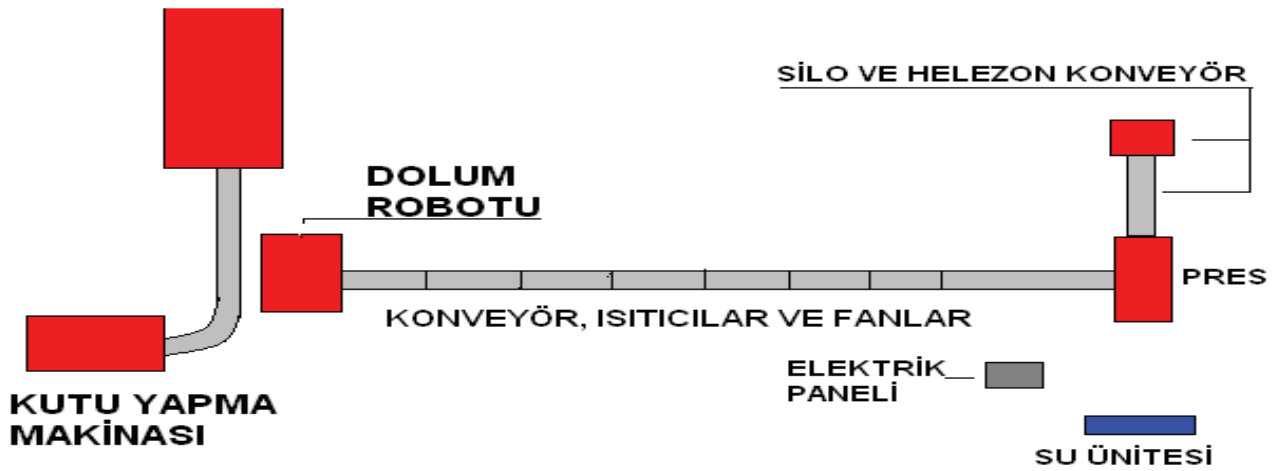 SİLO VE HELEZON KONVEYÖR
DOLUM
ROBOTU
PRES
KONVEYÖR, ISITICILAR VE FANLAR
ELEKTRİK
PANELİ
KUTU YAPMA
MAKİNASI
SU ÜNİTESİ